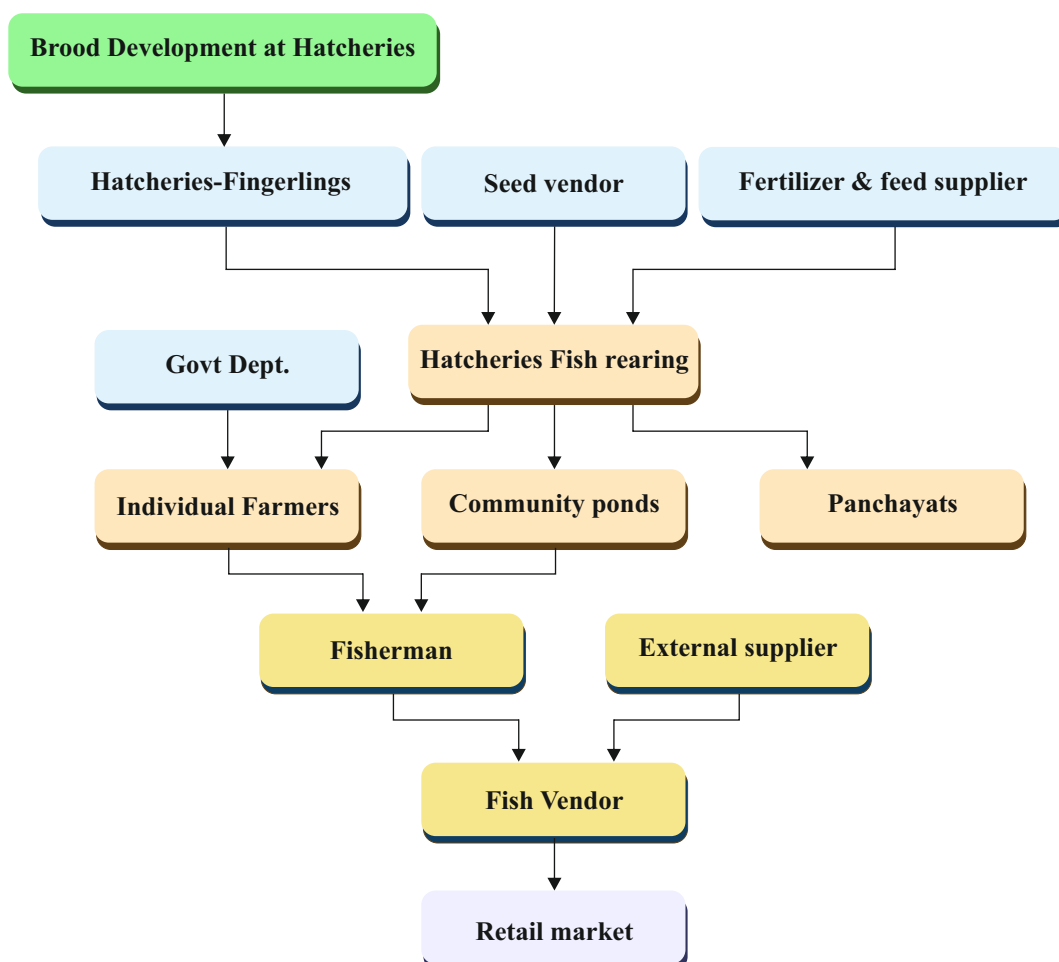 Brood Development at Hatcheries
Hatcheries-Fingerlings
Seed vendor
Fertilizer & feed supplier
Govt Dept.
Hatcheries Fish rearing
Individual Farmers
Community ponds
Panchayats
Fisherman
External supplier
Fish Vendor
Retail market